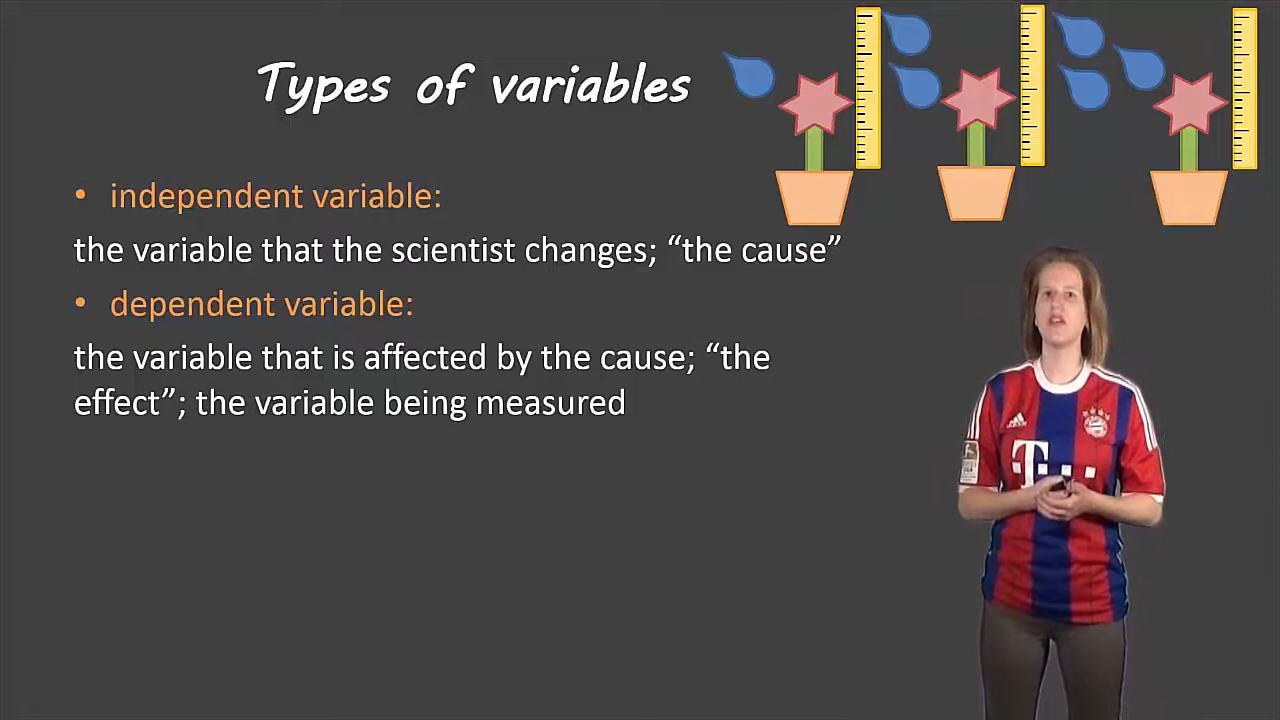 Types of variables
• independent variable:
the variable that the scientist changes; “the cause”
• dependent variable:
the variable that is affected by the cause; “the
effect”; the variable being measured
T